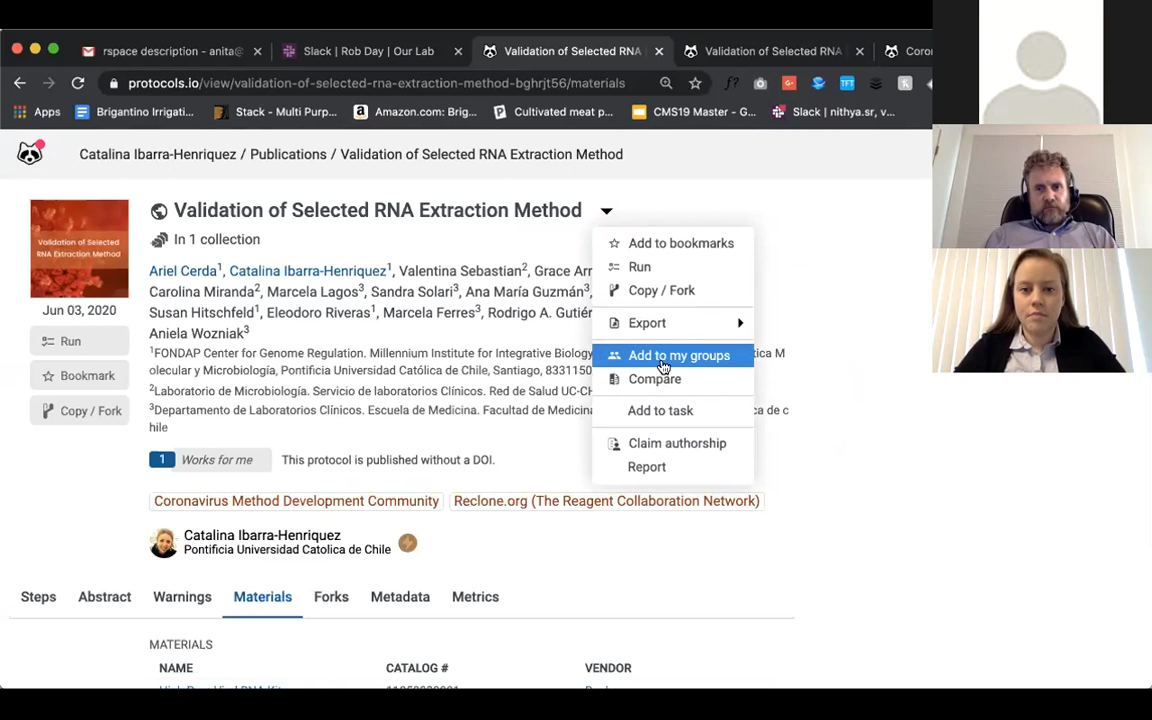 rspace description - anita@
Slack | Rob Day | Our Lab
Validation of Selected RNA
Validation of Selected RNA
Coron
protocols.io/view/validation-of-selected-rna-extraction-method-bghrjt56/materials
f?
TFT
Apps
Brigantino Irrigati...
Stack - Multi Purp...
Amazon.com: Brig...
Cultivated meat p...
CMS19 Master - G...
Slack | nithya.sr, v...
Catalina Ibarra-Henriquez / Publications / Validation of Selected RNA Extraction Method
Validation of Selected
RNA Extraction Method
Jun 03, 2020
Run
Bookmark
Copy / Fork
Validation of Selected RNA Extraction Method
In 1 collection
Ariel Cerda1, Catalina Ibarra-Henriquez1, Valentina Sebastian2, Grace Arr
Carolina Miranda2, Marcela Lagos3, Sandra Solari3, Ana María Guzmán3,
Susan Hitschfeld1, Eleodoro Riveras1, Marcela Ferres3, Rodrigo A. Gutiér
Aniela Wozniak3
1FONDAP Center for Genome Regulation. Millennium Institute for Integrative Biology ética M
olecular y Microbiología, Pontificia Universidad Católica de Chile, Santiago, 8331150
2Laboratorio de Microbiología. Servicio de laboratorios Clínicos. Red de Salud UC-CH
3Departamento de Laboratorios Clínicos. Escuela de Medicina. Facultad de Medicina ca de c
hile
Add to bookmarks
Run
Copy / Fork
Export
Add to my groups
Compare
Add to task
Claim authorship
Report
1 Works for me
This protocol is published without a DOI.
Coronavirus Method Development Community
Reclone.org (The Reagent Collaboration Network)
Catalina Ibarra-Henríquez
Pontificia Universidad Catolica de Chile
Steps
Abstract
Warnings
Materials
Forks
Metadata
Metrics
MATERIALS
NAME
CATALOG #
VENDOR